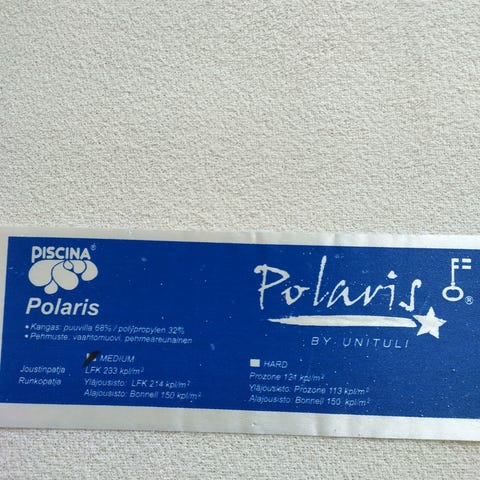 PISCINA®
Polaris
• Kangas: puuvilla 68% / polypropylen 32%
• Pehmuste: vaahtomuovi, pehmeäreunainen
MEDIUM
Joustinpatja LFK 233 kpl/m²
Runkopatja Yläjousisto: LFK 214 kpl/m²
Alajousisto: Bonnell 150 kpl/m²
Polaris ®
BY UNITULI
HARD
Prozone 121 kpl/m²
Yläjousisto: Prozone 113 kpl/m²
Alajousisto: Bonnell 150 kpl/m²